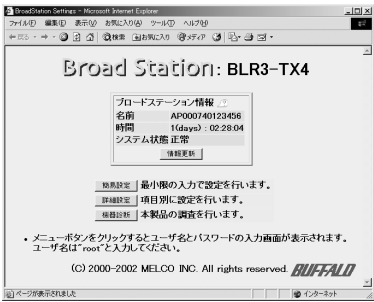 BroadStation Settings - Microsoft Internet Explorer
ファイル(F) 編集(E) 表示(V) お気に入り(A) ツール(T) ヘルプ(H)
戻る 検索 お気に入り メディア
Broad Station: BLR3-TX4
ブロードステーション情報
名前 AP000740123456
時間 1(days) : 02:28:04
システム状態 正常
情報更新
簡易設定 最小限の入力で設定を行います。
詳細設定 項目別に設定を行います。
機器診断 本製品の調査を行います。
• メニューボタンをクリックするとユーザ名とパスワードの入力画面が表示されます。
ユーザ名は"root"と入力してください。
(C) 2000-2002 MELCO INC. All rights reserved. BUFFALO
ページが表示されました インターネット